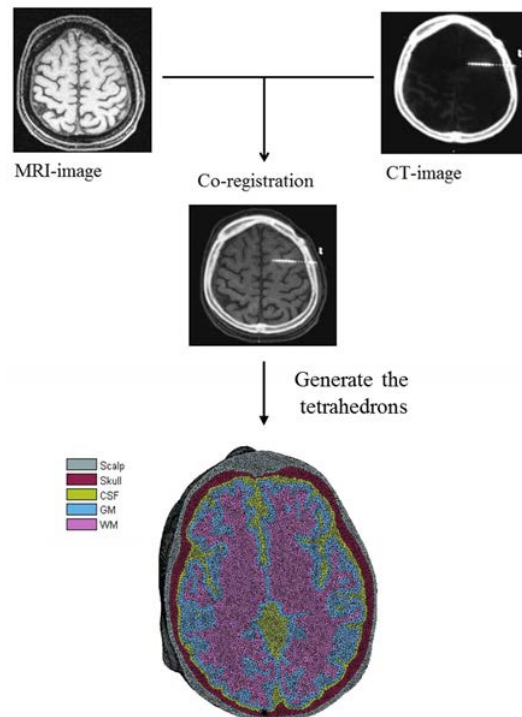 MRI-image
CT-image
Co-registration
Generate the
tetrahedrons
Scalp
Skull
CSF
GM
WM